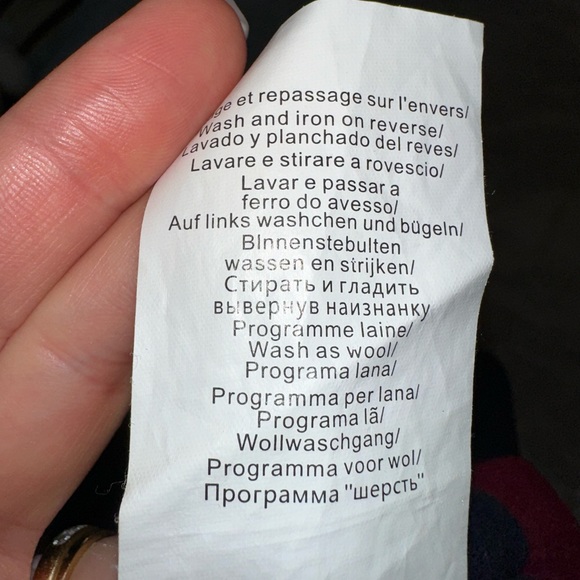 et repassage sur l'envers/
Wash and iron on reverse/
Lavado y planchado del reves/
Lavare e stirare a rovescio/
Lavar e passar a
ferro do avesso/
Auf links washchen und bügeln/
BInnenstebulten
wassen en strijken/
Стирать и гладить
вывернув наизнанку
Programme laine/
Wash as wool/
Programa lana/
Programma per lana/
Programa lã/
Wollwaschgang/
Programma voor wol/
Программа "шерсть"